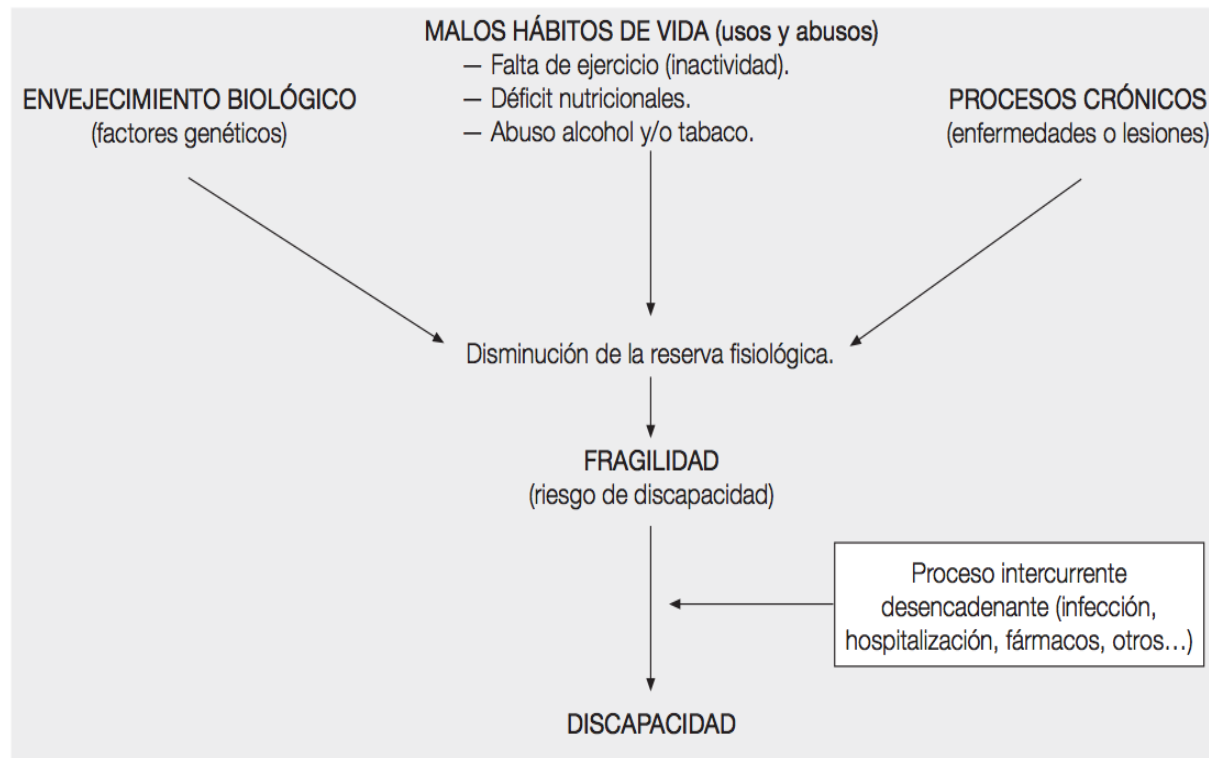 MALOS HÁBITOS DE VIDA (usos y abusos)
— Falta de ejercicio (inactividad).
— Déficit nutricionales.
— Abuso alcohol y/o tabaco.
ENVEJECIMIENTO BIOLÓGICO
(factores genéticos)
PROCESOS CRÓNICOS
(enfermedades o lesiones)
Disminución de la reserva fisiológica.
FRAGILIDAD
(riesgo de discapacidad)
Proceso intercurrente
desencadenante (infección,
hospitalización, fármacos, otros…)
DISCAPACIDAD